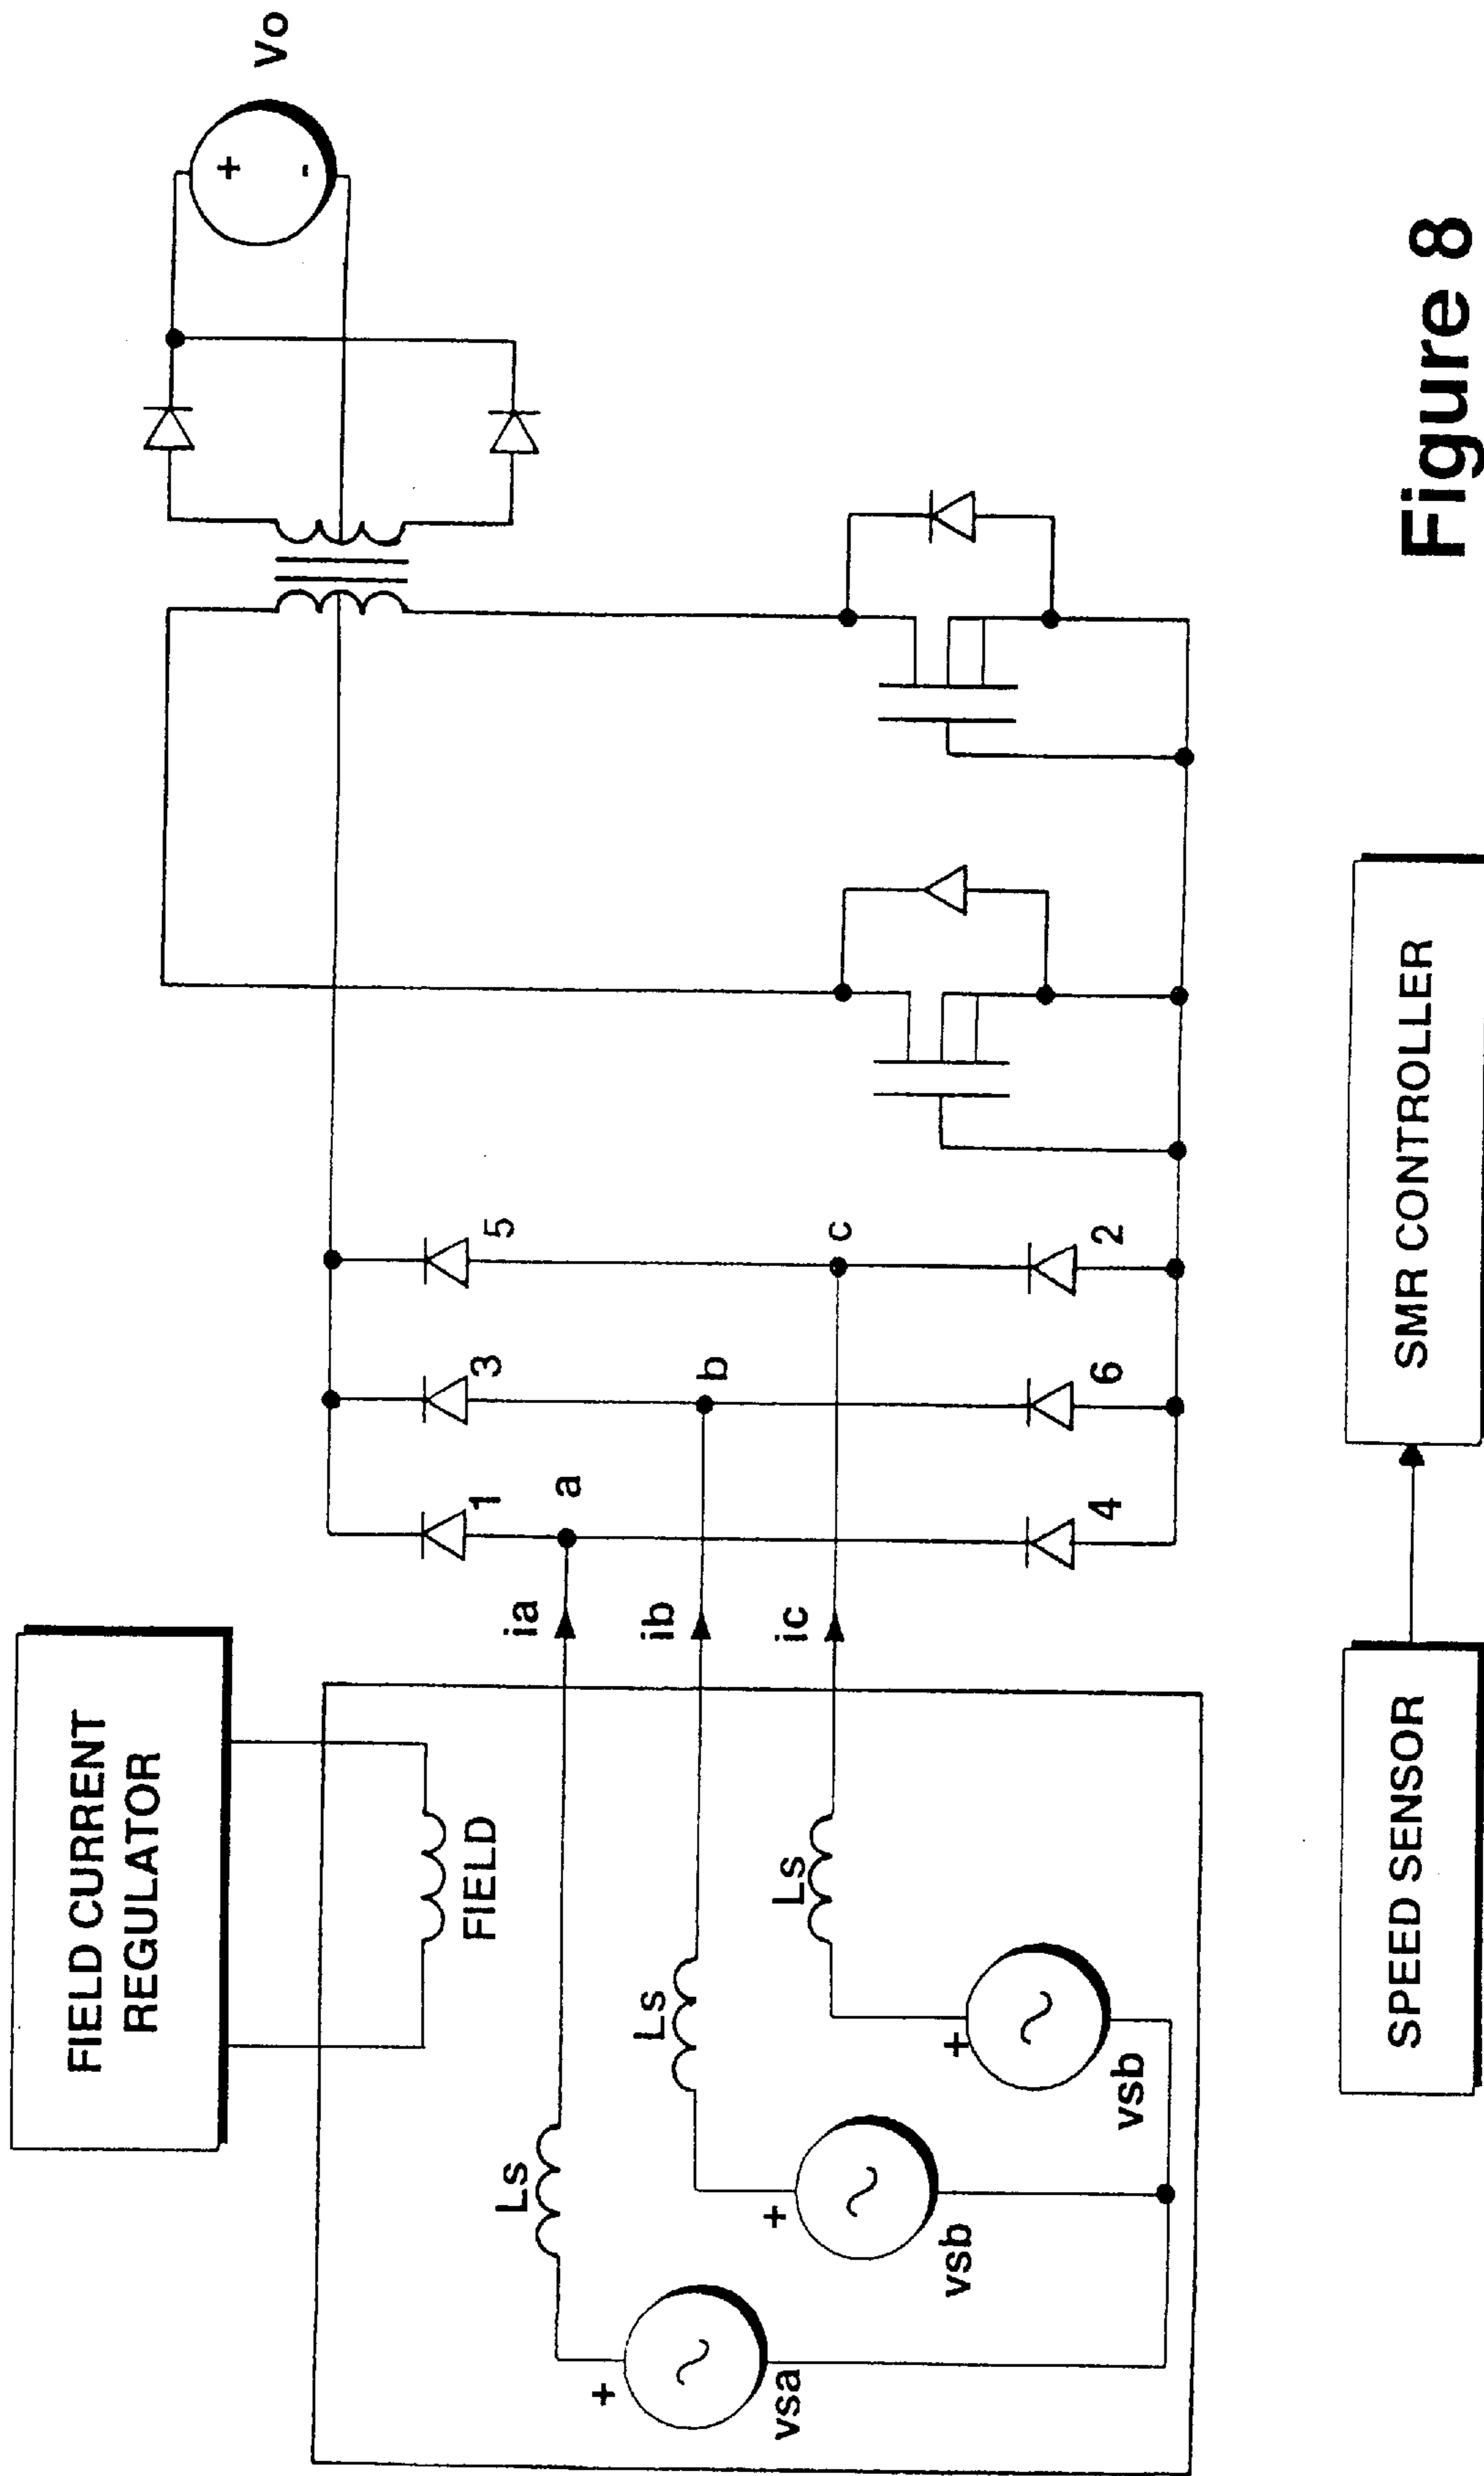 FIELD CURRENT
REGULATOR
FIELD
Ls
Ls
Ls
+
+
+
vsa
vsb
vsb
ia
ib
ic
a
b
c
1
3
5
4
6
2
+
-
Vo
SPEED SENSOR
SMR CONTROLLER
Figure 8